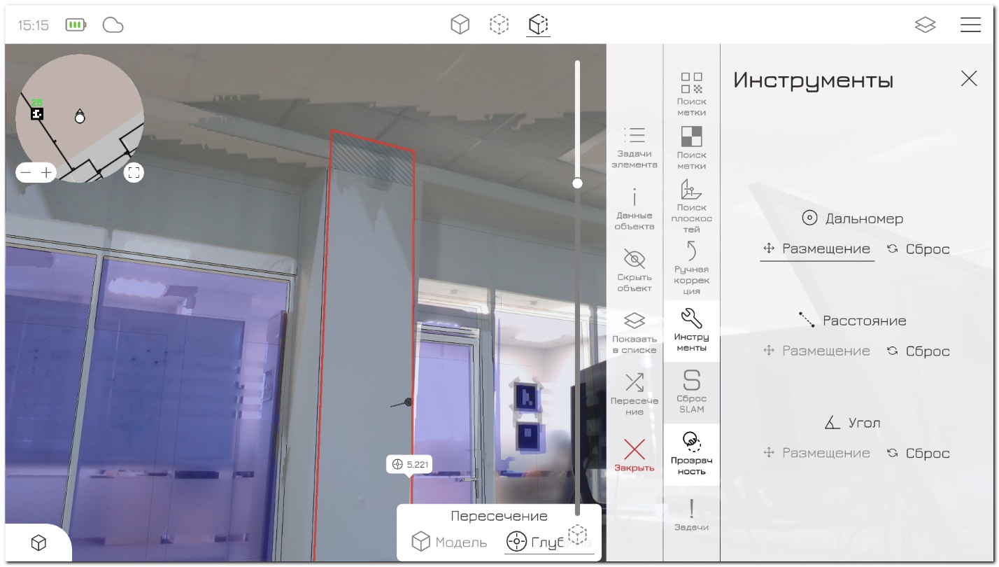 15:15
26
Задачи
элемента
Данные
объекта
Скрыть
объект
Показать
в списке
Пересече
ние
Закрыть
Поиск
метки
Поиск
метки
Поиск
плоскос
тей
Ручная
коррек
ция
Инстру
менты
Сброс
SLAM
Прозрач
ность
Задачи
Инструменты
Дальномер
Размещение Сброс
Расстояние
Размещение Сброс
Угол
Размещение Сброс
5.221
Пересечение
Модель Глубина